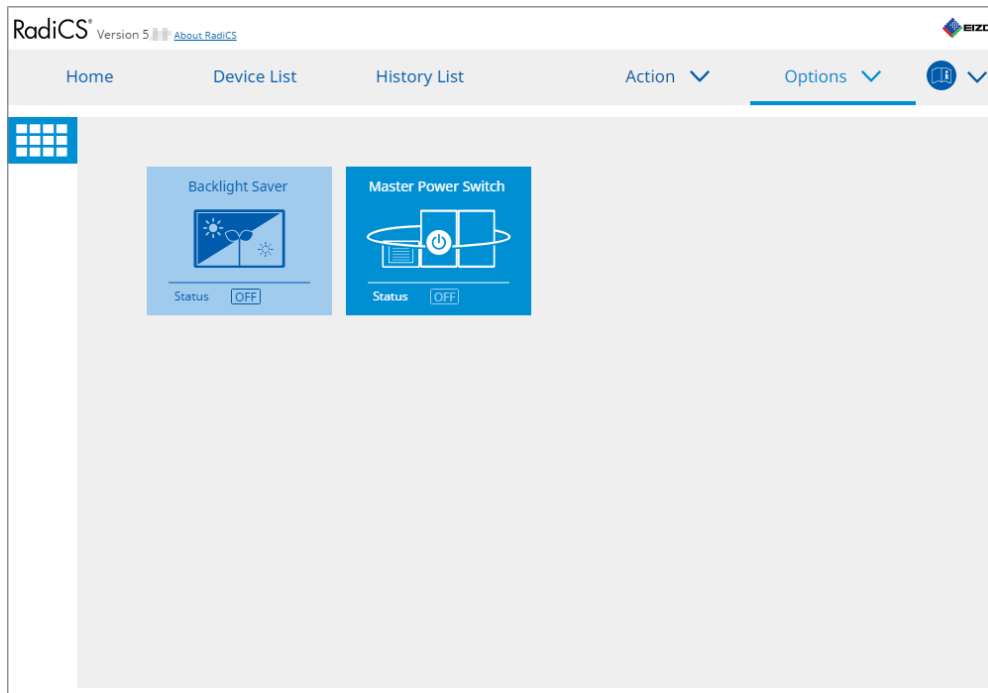 RadiCS® Version 5. About RadiCS EIZO
Home Device List History List Action Options
Backlight Saver Master Power Switch
Status OFF Status OFF